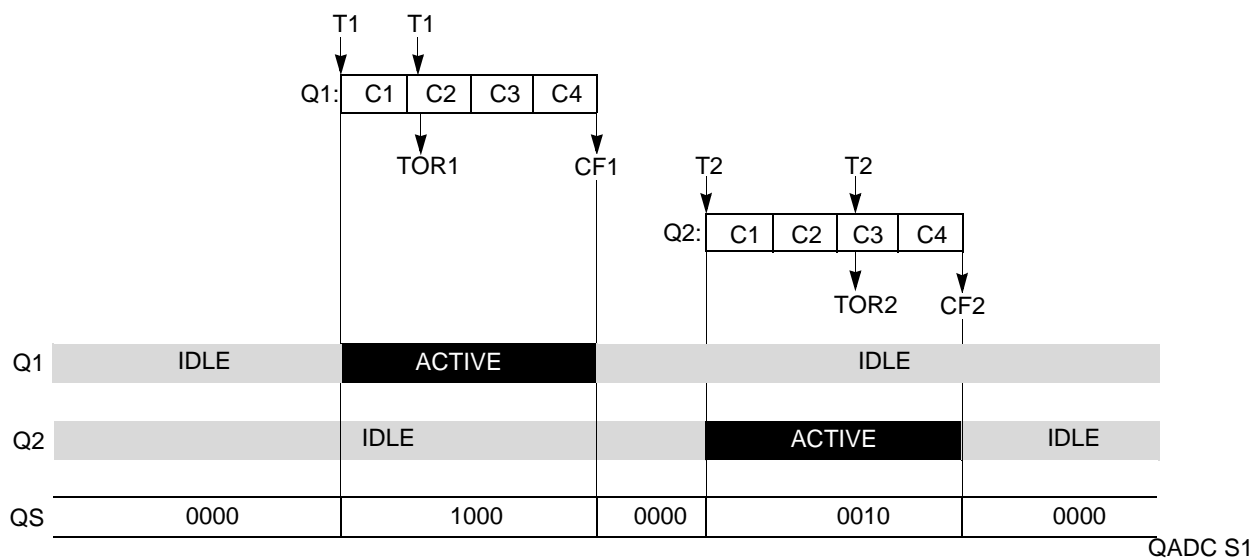 T1 T1
Q1: C1 C2 C3 C4
TOR1 CF1
T2 T2
Q2: C1 C2 C3 C4
TOR2 CF2
Q1 IDLE ACTIVE IDLE
Q2 IDLE ACTIVE IDLE
QS 0000 1000 0000 0010 0000
QADC S1